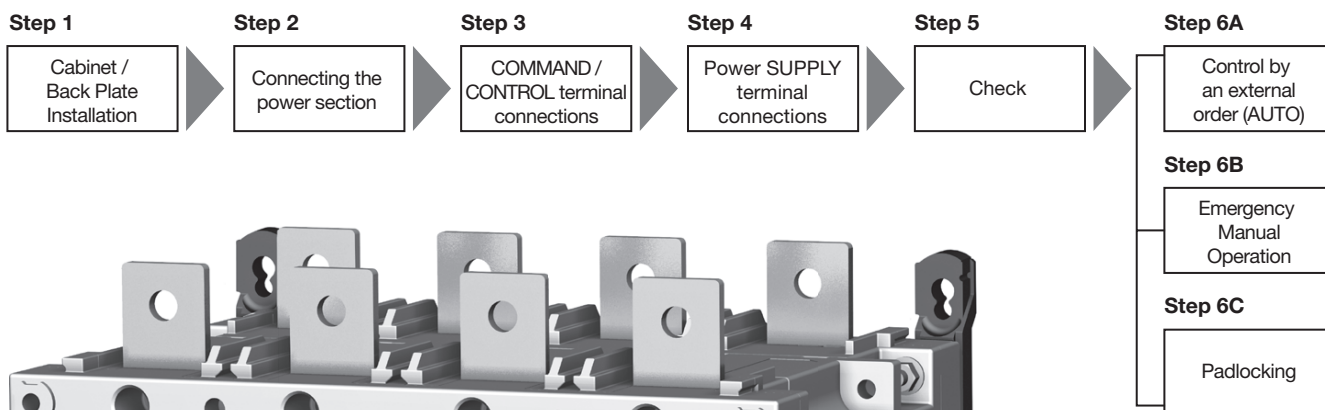 Step 1
Cabinet /
Back Plate
Installation
Step 2
Connecting the
power section
Step 3
COMMAND /
CONTROL terminal
connections
Step 4
Power SUPPLY
terminal
connections
Step 5
Check
Step 6A
Control by
an external
order (AUTO)
Step 6B
Emergency
Manual
Operation
Step 6C
Padlocking